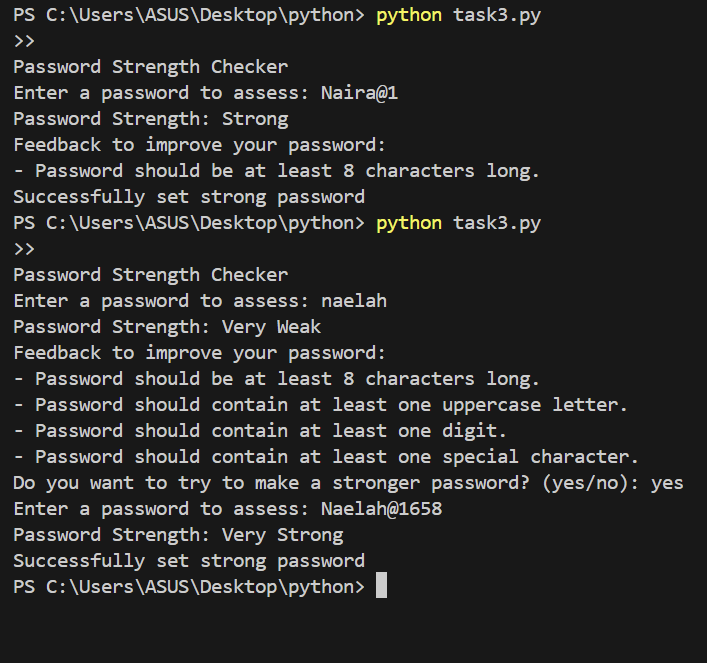 PS C:\Users\ASUS\Desktop\python> python task3.py
>>
Password Strength Checker
Enter a password to assess: Naira@1
Password Strength: Strong
Feedback to improve your password:
- Password should be at least 8 characters long.
Successfully set strong password
PS C:\Users\ASUS\Desktop\python> python task3.py
>>
Password Strength Checker
Enter a password to assess: naelah
Password Strength: Very Weak
Feedback to improve your password:
- Password should be at least 8 characters long.
- Password should contain at least one uppercase letter.
- Password should contain at least one digit.
- Password should contain at least one special character.
Do you want to try to make a stronger password? (yes/no): yes
Enter a password to assess: Naelah@1658
Password Strength: Very Strong
Successfully set strong password
PS C:\Users\ASUS\Desktop\python>